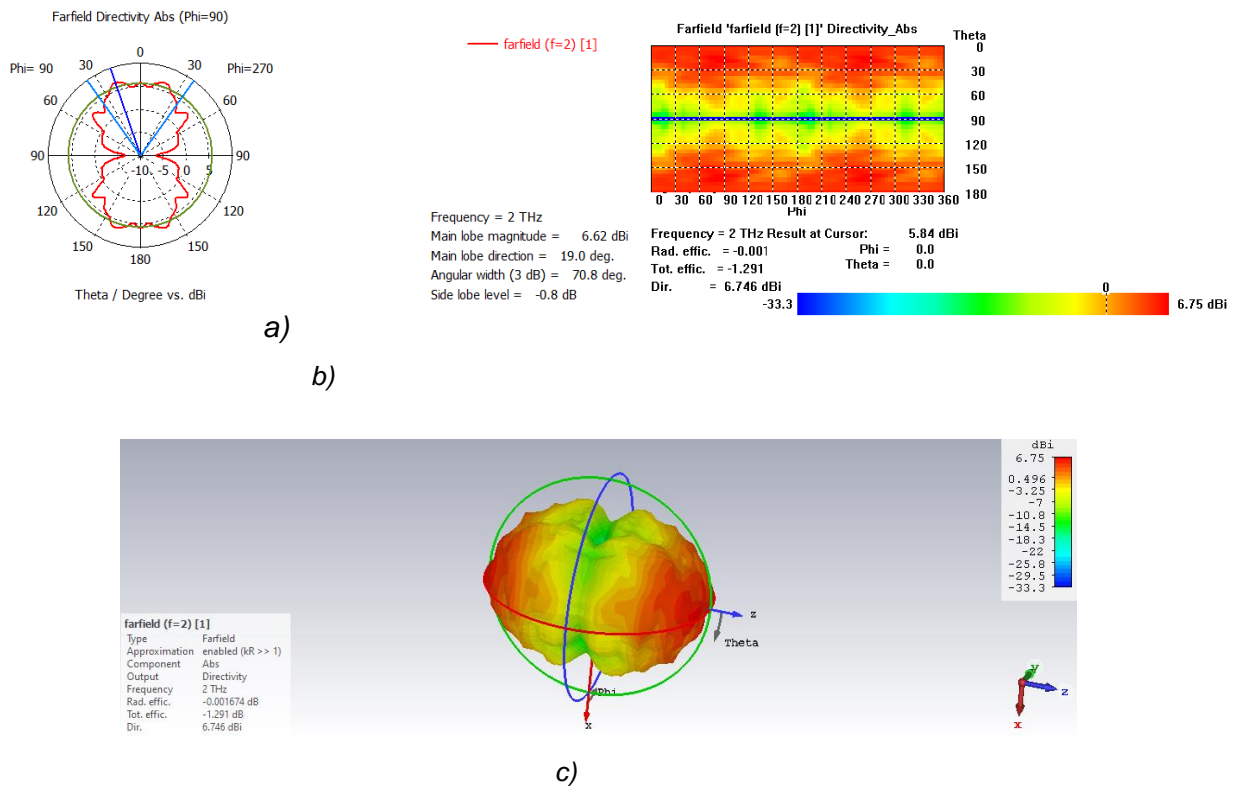 Farfield Directivity Abs (Phi=90)
0
Phi= 90 30 30 Phi=270
60 60
90 -10 -5 0 5 90
120 120
150 150
180
Theta / Degree vs. dBi
farfield (f=2) [1]
Frequency = 2 THz
Main lobe magnitude = 6.62 dBi
Main lobe direction = 19.0 deg.
Angular width (3 dB) = 70.8 deg.
Side lobe level = -0.8 dB
a)
Farfield 'farfield (f=2) [1]' Directivity_Abs
Theta
0
30
60
90
120
150
180
0 30 60 90 120 150 180 210 240 270 300 330 360
Phi
Frequency = 2 THz Result at Cursor: 5.84 dBi
Rad. effic. = -0.001 Phi = 0.0
Tot. effic. = -1.291 Theta = 0.0
Dir. = 6.746 dBi
0
-33.3 6.75 dBi
b)
dBi
6.75
0.496
-3.25
-7
-10.8
-14.5
-18.3
-22
-25.8
-29.5
-33.3
z
Theta
Phi
x
y
z
x
farfield (f=2) [1]
Type Farfield
Approximation enabled (kR >> 1)
Component Abs
Output Directivity
Frequency 2 THz
Rad. effic. -0.001674 dB
Tot. effic. -1.291 dB
Dir. 6.746 dBi
c)